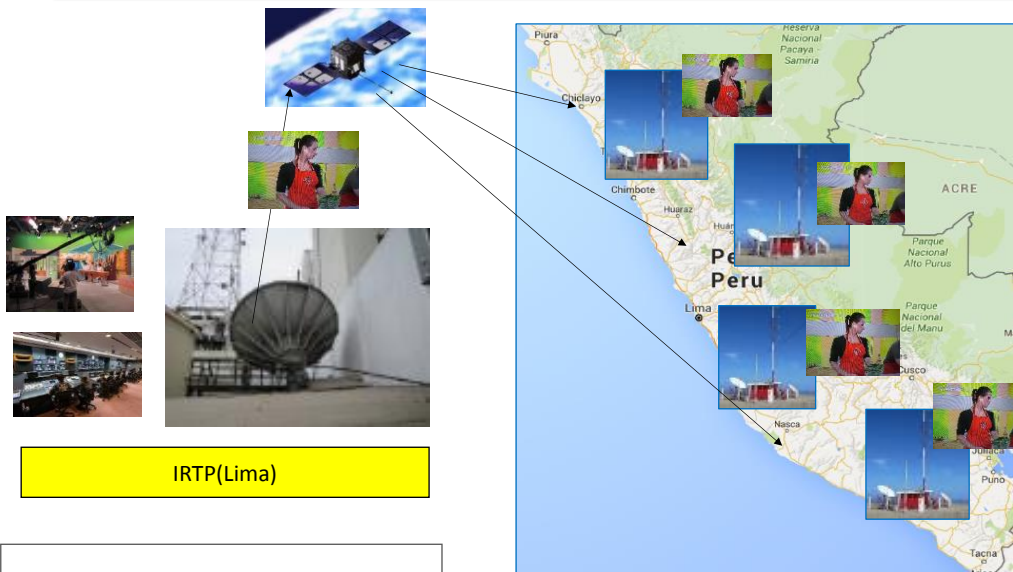 IRTP(Lima)
Piura
Reserva
Nacional
Pacaya -
Samiria
Chiclayo
Chimbote
Huaraz
ACRE
Parque
Nacional
Alto Purus
Peru
Lima
Parque
Nacional
del Manu
Cusco
Nasca
Juliaca
Puno
Tacna